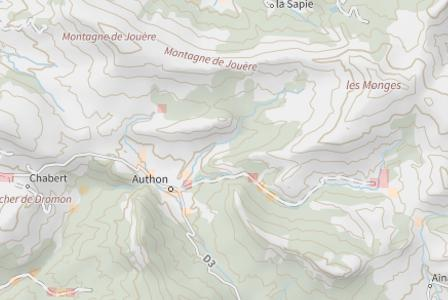 la Sapie
Montagne de Jouère
Montagne de Jouère
les Monges
Chabert
Authon
cher de Dromon
D3
Ain